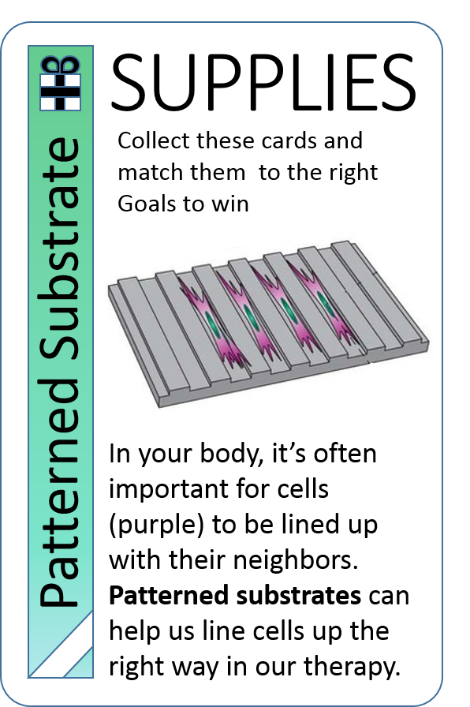 Patterned Substrate
SUPPLIES
Collect these cards and
match them  to the right
Goals to win
In your body, it’s often
important for cells
(purple) to be lined up
with their neighbors.
Patterned substrates can
help us line cells up the
right way in our therapy.